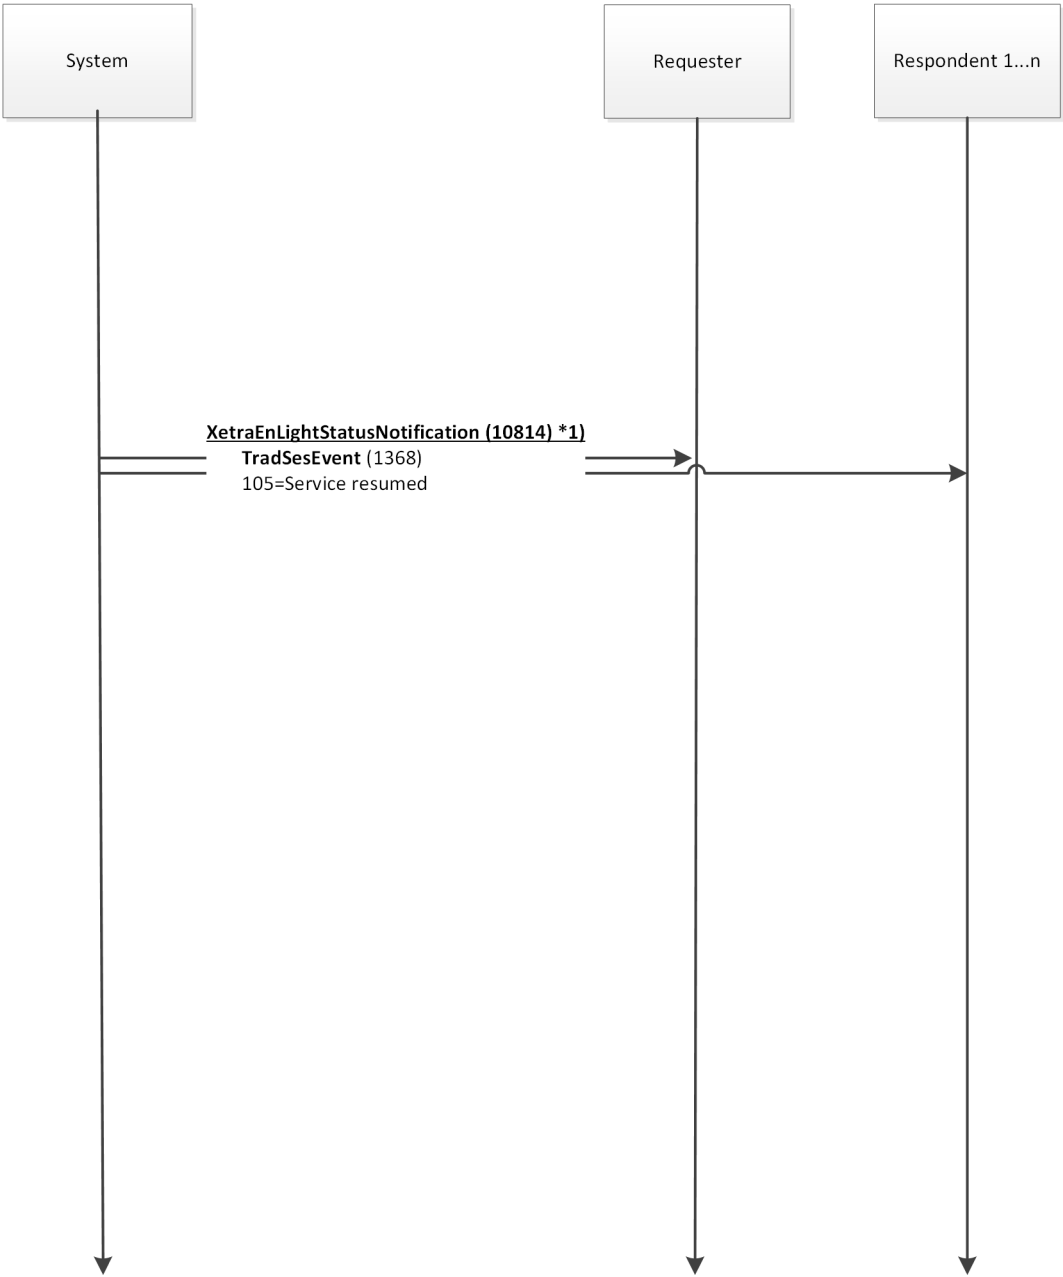 System
Requester
Respondent 1...n
XetraEnLightStatusNotification (10814) *1)
TradSesEvent (1368)
105=Service resumed